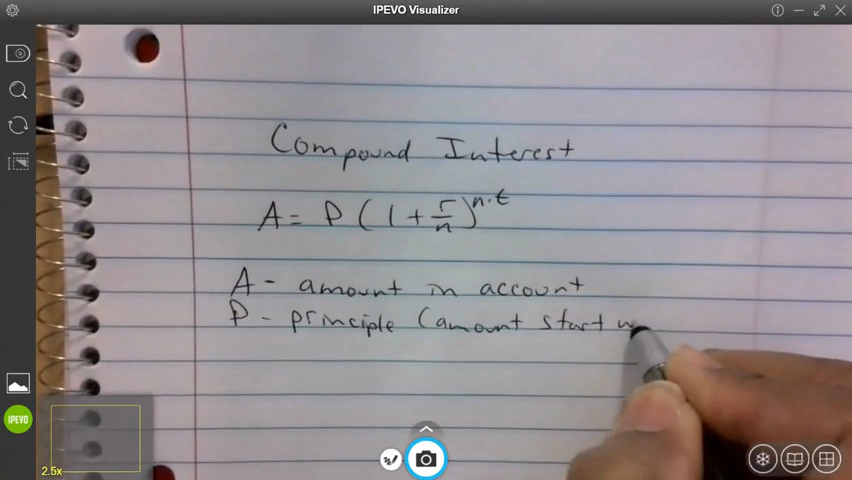 IPEVO Visualizer
Compound Interest
A = P (1 + r/n)^n·t
A - amount in account
P - principle (amount start w
IPEVO
2.5x